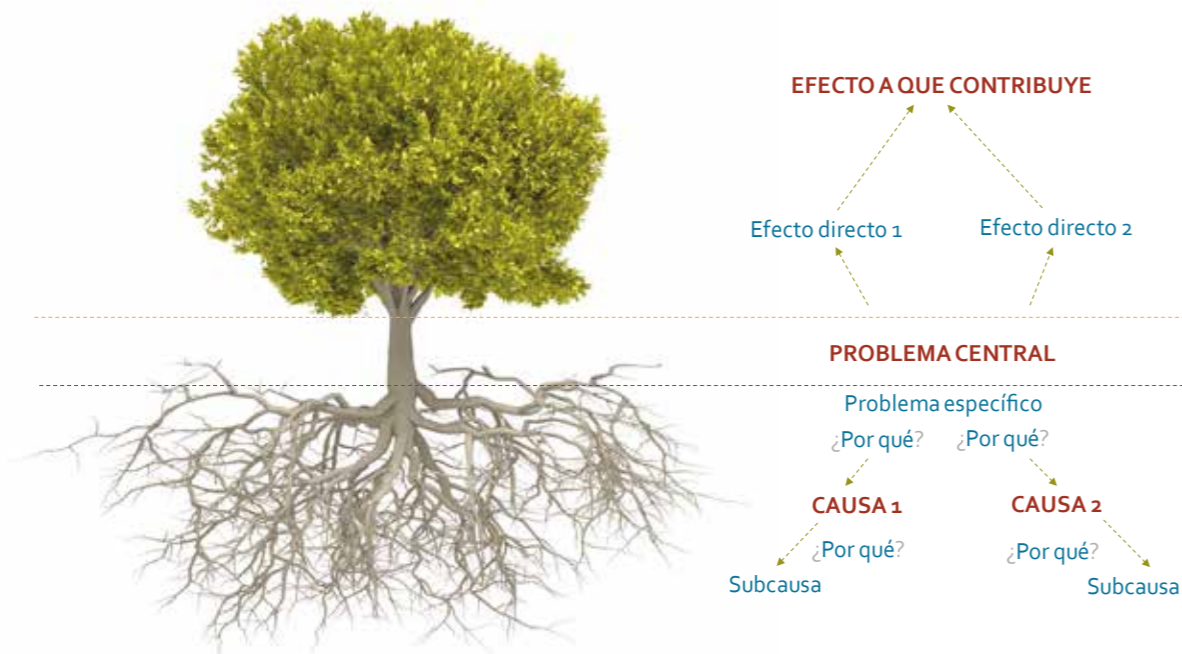 EFECTO A QUE CONTRIBUYE
Efecto directo 1
Efecto directo 2
PROBLEMA CENTRAL
Problema específico
¿Por qué?
¿Por qué?
CAUSA 1
CAUSA 2
¿Por qué?
¿Por qué?
Subcausa
Subcausa